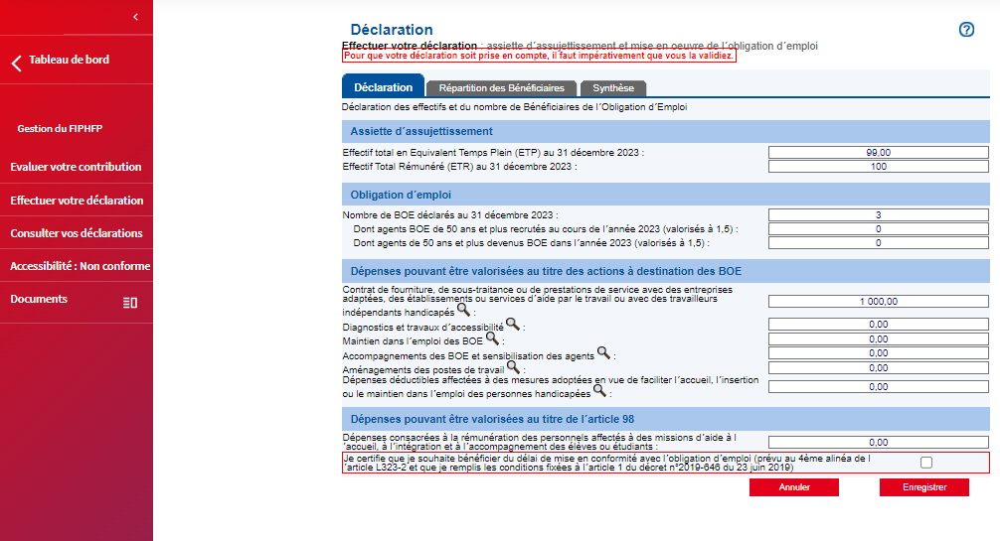 Déclaration
Effectuer votre déclaration : assiette d´assujettissement et mise en oeuvre de l´obligation d´emploi
Pour que votre déclaration soit prise en compte, il faut impérativement que vous la validiez.
Tableau de bord
Gestion du FIPHFP
Evaluer votre contribution
Effectuer votre déclaration
Consulter vos déclarations
Accessibilité : Non conforme
Documents
Déclaration Répartition des Bénéficiaires Synthèse
Déclaration des effectifs et du nombre de Bénéficiaires de l´Obligation d´Emploi
Assiette d´assujettissement
Effectif total en Equivalent Temps Plein (ETP) au 31 décembre 2023 : 99,00
Effectif Total Rémunéré (ETR) au 31 décembre 2023 : 100
Obligation d´emploi
Nombre de BOE déclarés au 31 décembre 2023 : 3
Dont agents BOE de 50 ans et plus recrutés au cours de l´année 2023 (valorisés à 1,5) : 0
Dont agents de 50 ans et plus devenus BOE dans l´année 2023 (valorisés à 1,5) : 0
Dépenses pouvant être valorisées au titre des actions à destination des BOE
Contrat de fourniture, de sous-traitance ou de prestations de service avec des entreprises
adaptées, des établissements ou services d´aide par le travail ou avec des travailleurs
indépendants handicapés : 1 000,00
Diagnostics et travaux d´accessibilité : 0,00
Maintien dans l´emploi des BOE : 0,00
Accompagnements des BOE et sensibilisation des agents : 0,00
Aménagements des postes de travail : 0,00
Dépenses déductibles affectées à des mesures adoptées en vue de faciliter l´accueil, l´insertion
ou le maintien dans l´emploi des personnes handicapées : 0,00
Dépenses pouvant être valorisées au titre de l´article 98
Dépenses consacrées à la rémunération des personnels affectés à des missions d´aide à l
´accueil, à l´intégration et à l´accompagnement des élèves ou étudiants : 0,00
Je certifie que je souhaite bénéficier du délai de mise en conformité avec l´obligation d´emploi (prévu au 4ème alinéa de l
´article L323-2 et que je remplis les conditions fixées à l´article 1 du décret n°2019-646 du 23 juin 2019)
Annuler Enregistrer